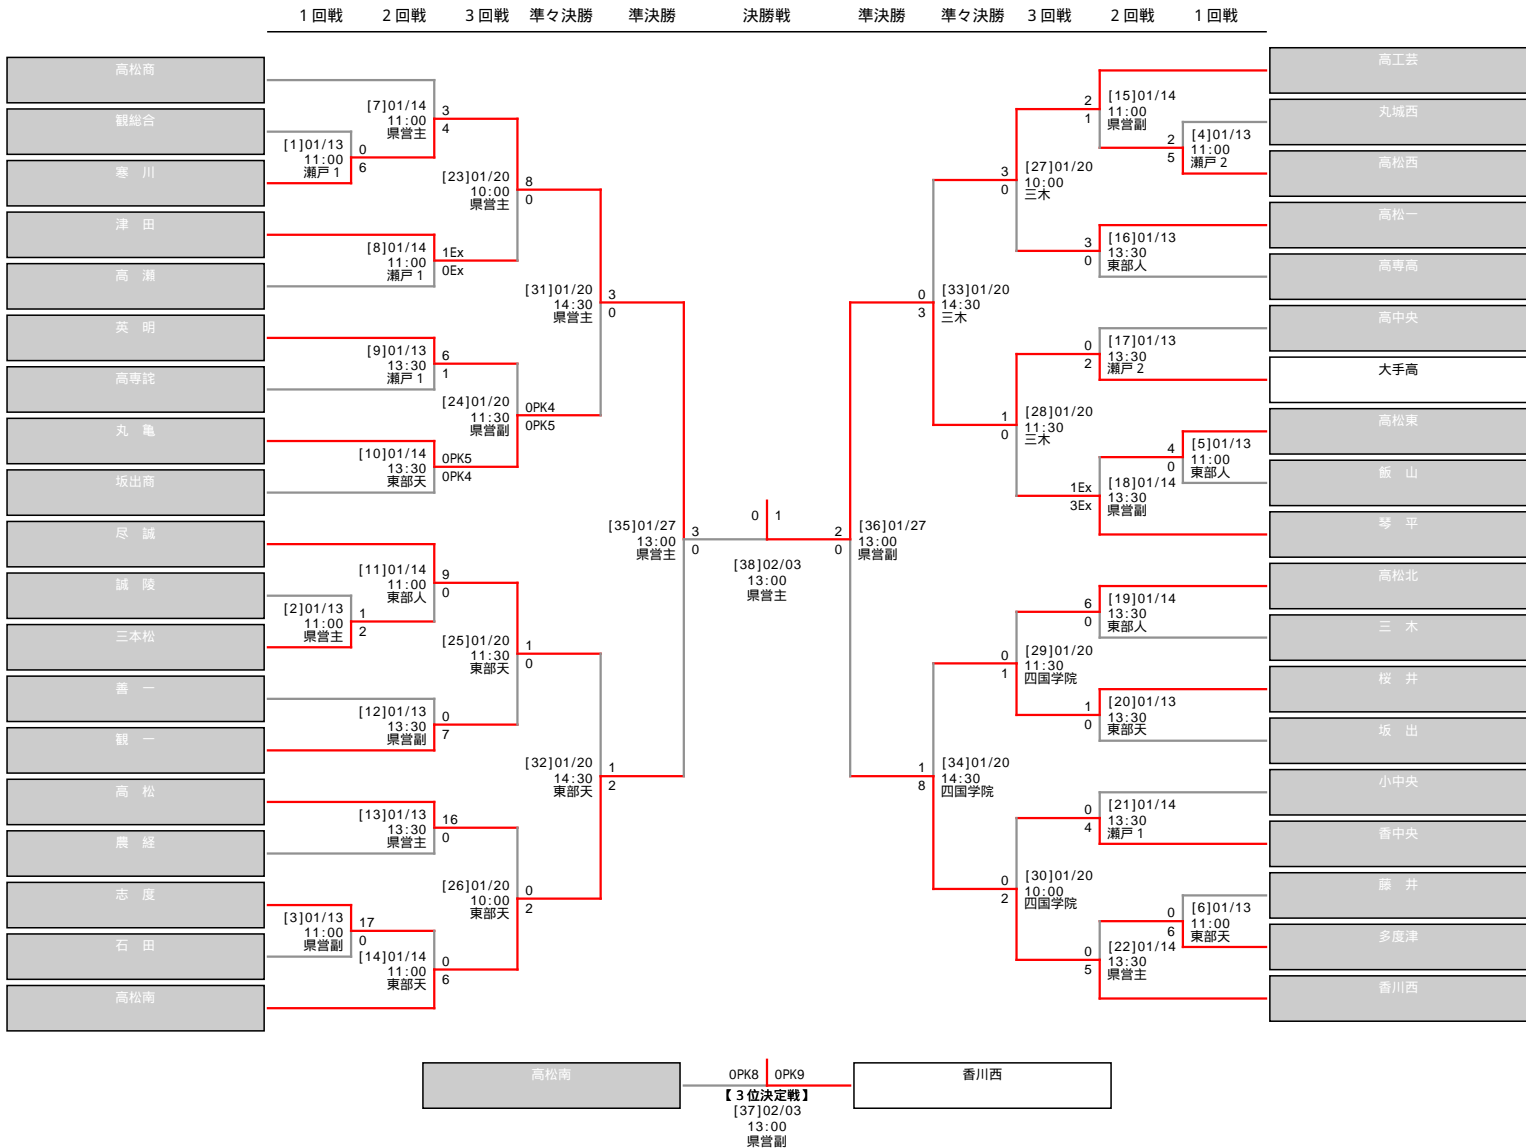 1回戦 2回戦 3回戦 準々決勝 準決勝 決勝戦 準決勝 準々決勝 3回戦 2回戦 1回戦
高松商
観総合
寒　川
津　田
高　瀬
英　明
高専詫
丸　亀
坂出商
尽　誠
誠　陵
三本松
善　一
観　一
高　松
農　経
志　度
石　田
高松南
[1]01/13
11:00
瀬戸1
0
6
[2]01/13
11:00
県営主
1
2
[3]01/13
11:00
県営副
17
0
[7]01/14
11:00
県営主
3
4
[8]01/14
11:00
瀬戸1
1Ex
0Ex
[9]01/13
13:30
瀬戸1
6
1
[10]01/14
13:30
東部天
0PK5
0PK4
[11]01/14
11:00
東部人
9
0
[12]01/13
13:30
県営副
0
7
[13]01/13
13:30
県営主
16
0
[14]01/14
11:00
東部天
0
6
[23]01/20
10:00
県営主
8
0
[24]01/20
11:30
県営副
0PK4
0PK5
[25]01/20
11:30
東部天
1
0
[26]01/20
10:00
東部天
0
2
[31]01/20
14:30
県営主
3
0
[32]01/20
14:30
東部天
1
2
[35]01/27
13:00
県営主
3
0
0 1
[38]02/03
13:00
県営主
2
0
[36]01/27
13:00
県営副
0
3
[33]01/20
14:30
三木
1
8
[34]01/20
14:30
四国学院
3
0
[27]01/20
10:00
三木
1
0
[28]01/20
11:30
三木
0
1
[29]01/20
11:30
四国学院
0
2
[30]01/20
10:00
四国学院
2
1
[15]01/14
11:00
県営副
3
0
[16]01/13
13:30
東部人
0
2
[17]01/13
13:30
瀬戸2
1Ex
3Ex
[18]01/14
13:30
県営副
6
0
[19]01/14
13:30
東部人
1
0
[20]01/13
13:30
東部天
0
4
[21]01/14
13:30
瀬戸1
0
5
[22]01/14
13:30
県営主
2
5
[4]01/13
11:00
瀬戸2
4
0
[5]01/13
11:00
東部人
0
6
[6]01/13
11:00
東部天
高工芸
丸城西
高松西
高松一
高専高
高中央
大手高
高松東
飯　山
琴　平
高松北
三　木
桜　井
坂　出
小中央
香中央
藤　井
多度津
香川西
高松南 0PK8 0PK9 香川西
【3位決定戦】
[37]02/03
13:00
県営副